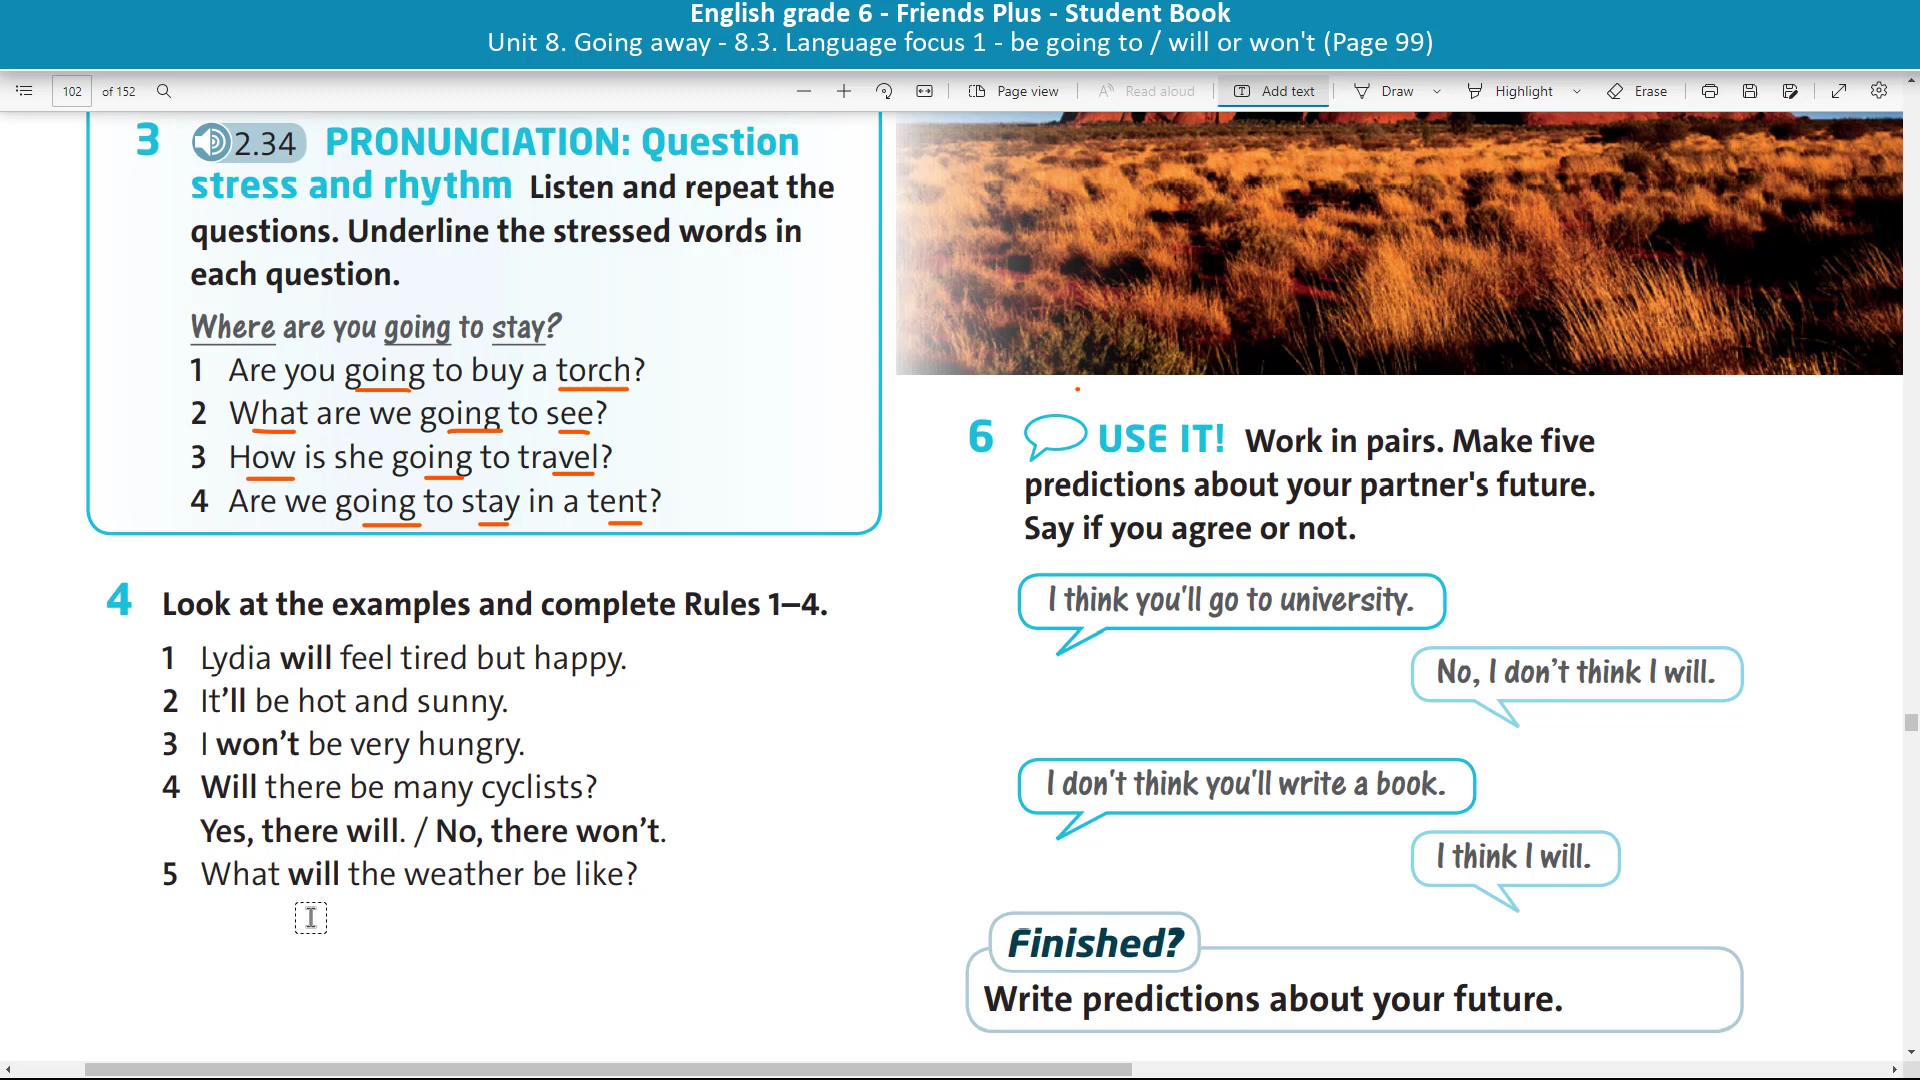 English grade 6 - Friends Plus - Student Book
Unit 8. Going away - 8.3. Language focus 1 - be going to / will or won't (Page 99)
102 of 152 Page view Read aloud Add text Draw Highlight Erase
3 2.34 PRONUNCIATION: Question
stress and rhythm Listen and repeat the
questions. Underline the stressed words in
each question.
Where are you going to stay?
1 Are you going to buy a torch?
2 What are we going to see?
3 How is she going to travel?
4 Are we going to stay in a tent?
4 Look at the examples and complete Rules 1–4.
1 Lydia will feel tired but happy.
2 It'll be hot and sunny.
3 I won't be very hungry.
4 Will there be many cyclists?
Yes, there will. / No, there won't.
5 What will the weather be like?
6 USE IT! Work in pairs. Make five
predictions about your partner's future.
Say if you agree or not.
I think you'll go to university.
No, I don't think I will.
I don't think you'll write a book.
I think I will.
Finished?
Write predictions about your future.